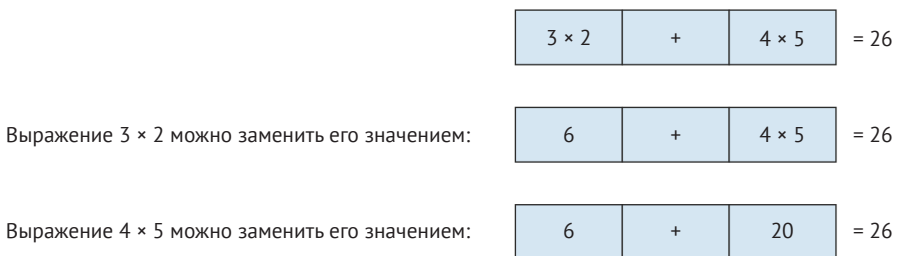 3 × 2 + 4 × 5 = 26
Выражение 3 × 2 можно заменить его значением: 6 + 4 × 5 = 26
Выражение 4 × 5 можно заменить его значением: 6 + 20 = 26